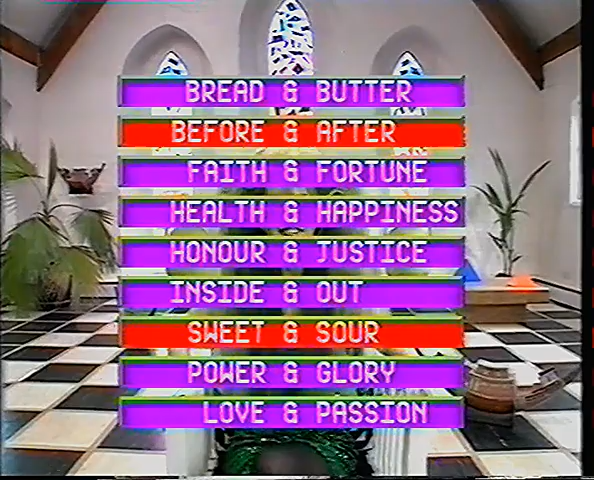 BREAD & BUTTER
BEFORE & AFTER
FAITH & FORTUNE
HEALTH & HAPPINESS
HONOUR & JUSTICE
INSIDE & OUT
SWEET & SOUR
POWER & GLORY
LOVE & PASSION